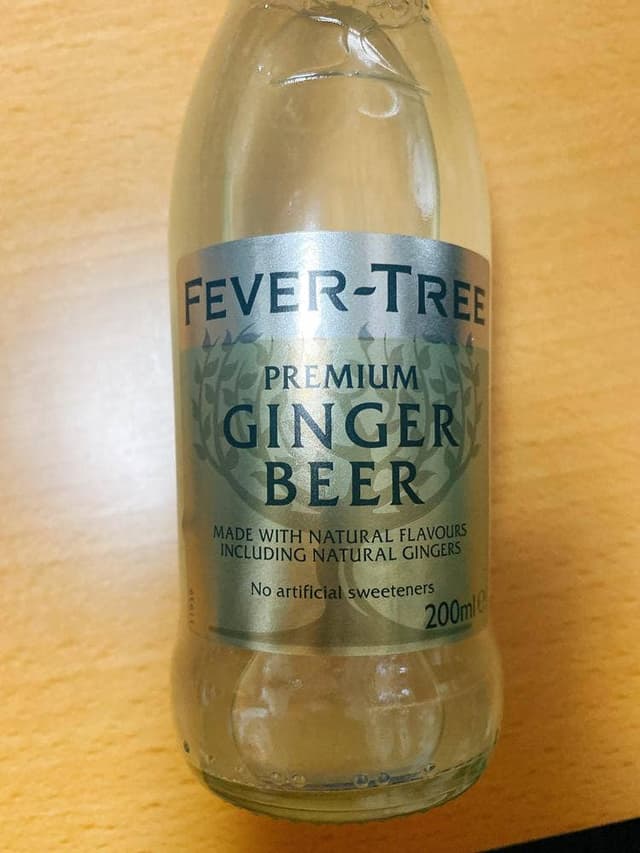 FEVER-TREE
PREMIUM
GINGER
BEER
MADE WITH NATURAL FLAVOURS
INCLUDING NATURAL GINGERS
No artificial sweeteners
200ml